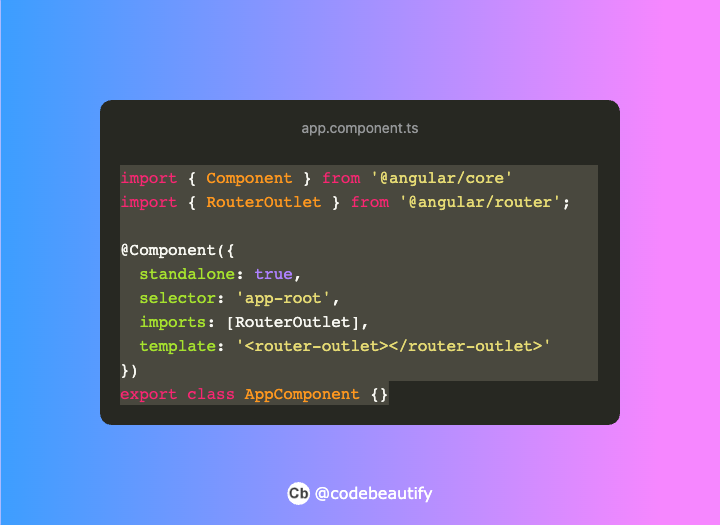 app.component.ts
import { Component } from '@angular/core'
import { RouterOutlet } from '@angular/router';

@Component({
  standalone: true,
  selector: 'app-root',
  imports: [RouterOutlet],
  template: '<router-outlet></router-outlet>'
})
export class AppComponent {}
Cb @codebeautify